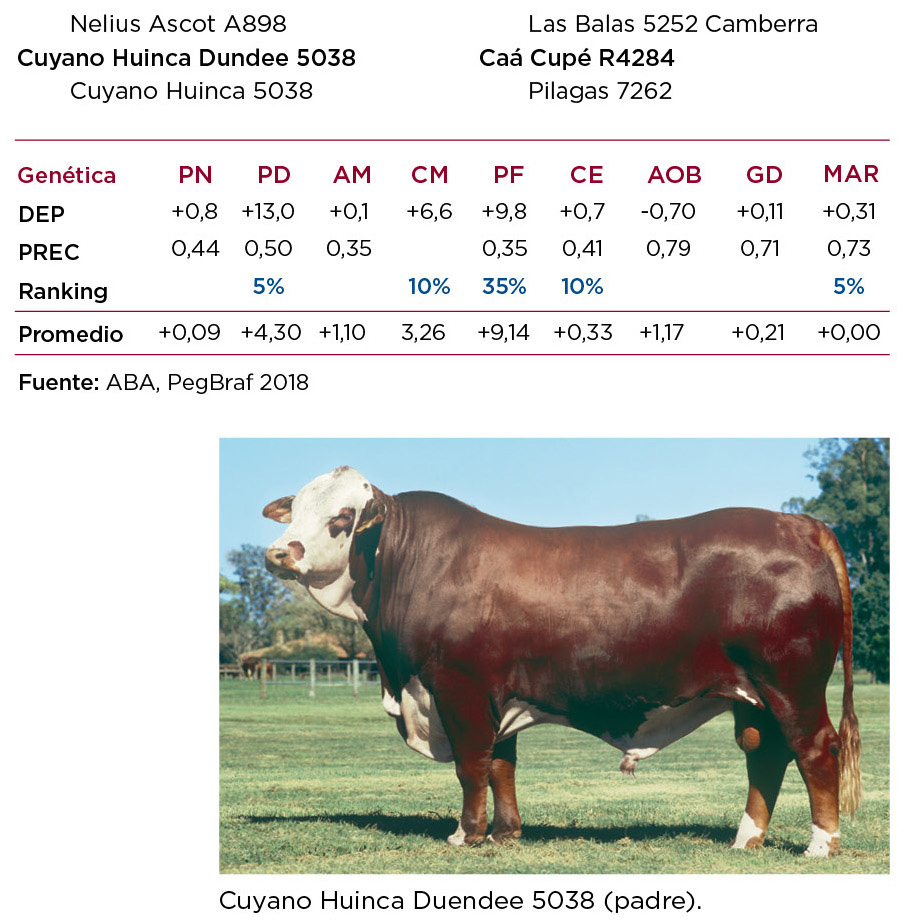 Nelius Ascot A898 Las Balas 5252 Camberra
Cuyano Huinca Dundee 5038 Caá Cupé R4284
Cuyano Huinca 5038 Pilagas 7262
Genética PN PD AM CM PF CE AOB GD MAR
DEP +0,8 +13,0 +0,1 +6,6 +9,8 +0,7 -0,70 +0,11 +0,31
PREC 0,44 0,50 0,35 0,35 0,41 0,79 0,71 0,73
Ranking 5% 10% 35% 10% 5%
Promedio +0,09 +4,30 +1,10 3,26 +9,14 +0,33 +1,17 +0,21 +0,00
Fuente: ABA, PegBraf 2018
Cuyano Huinca Duendee 5038 (padre).